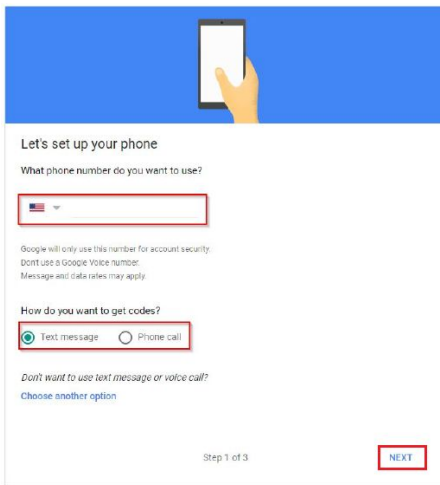 Let's set up your phone
What phone number do you want to use?
Google will only use this number for account security.
Don't use a Google Voice number.
Message and data rates may apply.
How do you want to get codes?
Text message Phone call
Don't want to use text message or voice call?
Choose another option
Step 1 of 3 NEXT